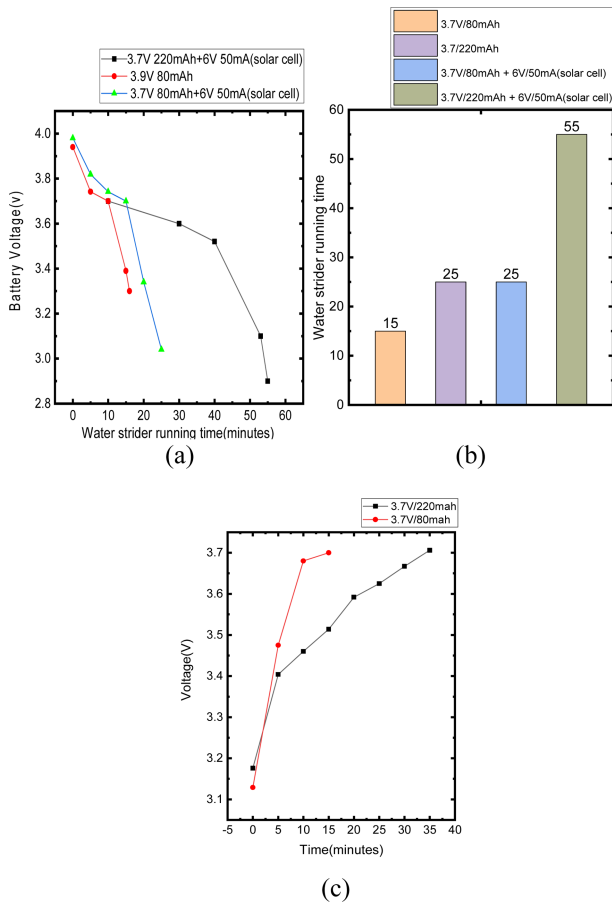 3.7V 220mAh+6V 50mA(solar cell)
3.9V 80mAh
3.7V 80mAh+6V 50mA(solar cell)
4.0
3.8
3.6
3.4
3.2
3.0
2.8
Battery Voltage(v)
0 10 20 30 40 50 60
Water strider running time(minutes)
(a)
3.7V/80mAh
3.7/220mAh
3.7V/80mAh + 6V/50mA(solar cell)
3.7V/220mAh + 6V/50mA(solar cell)
60
50
40
30
20
10
0
Water strider running time
15
25
25
55
(b)
3.7V/220mah
3.7V/80mah
3.7
3.6
3.5
3.4
3.3
3.2
3.1
Voltage(V)
-5 0 5 10 15 20 25 30 35 40
Time(minutes)
(c)